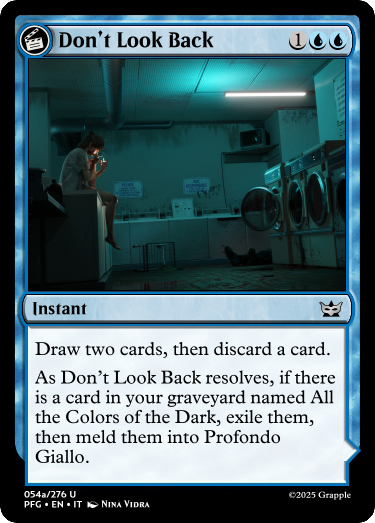 Don't Look Back 1
Instant
Draw two cards, then discard a card.
As Don't Look Back resolves, if there
is a card in your graveyard named All
the Colors of the Dark, exile them,
then meld them into Profondo
Giallo.
054a/276 U
PFG • EN • IT Nina Vidra
©2025 Grapple